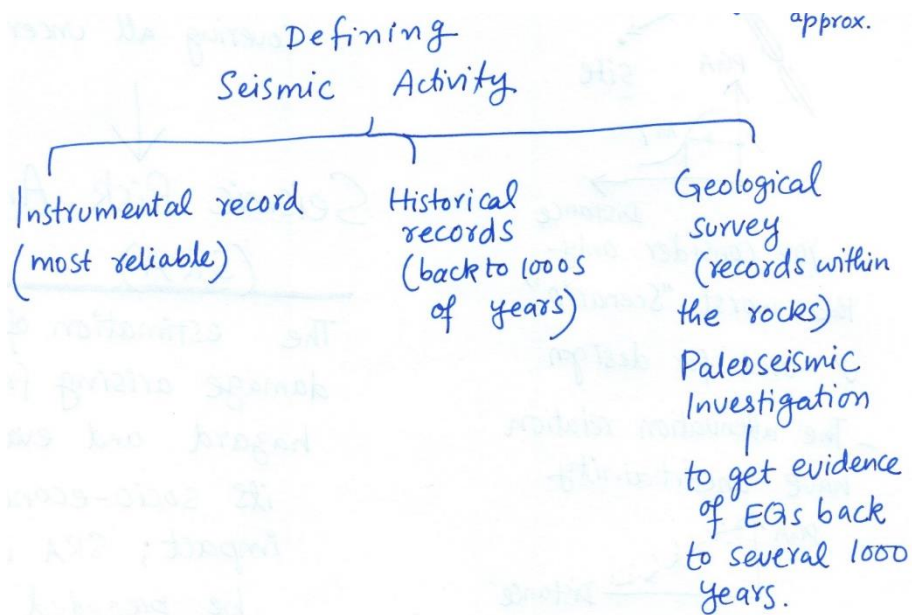 approx.
Defining
Seismic Activity
Instrumental record
(most reliable)
Historical
records
(back to 1000s
of years)
Geological
survey
(records within
the rocks)
Paleoseismic
Investigation
to get evidence
of EQs back
to several 1000
years.